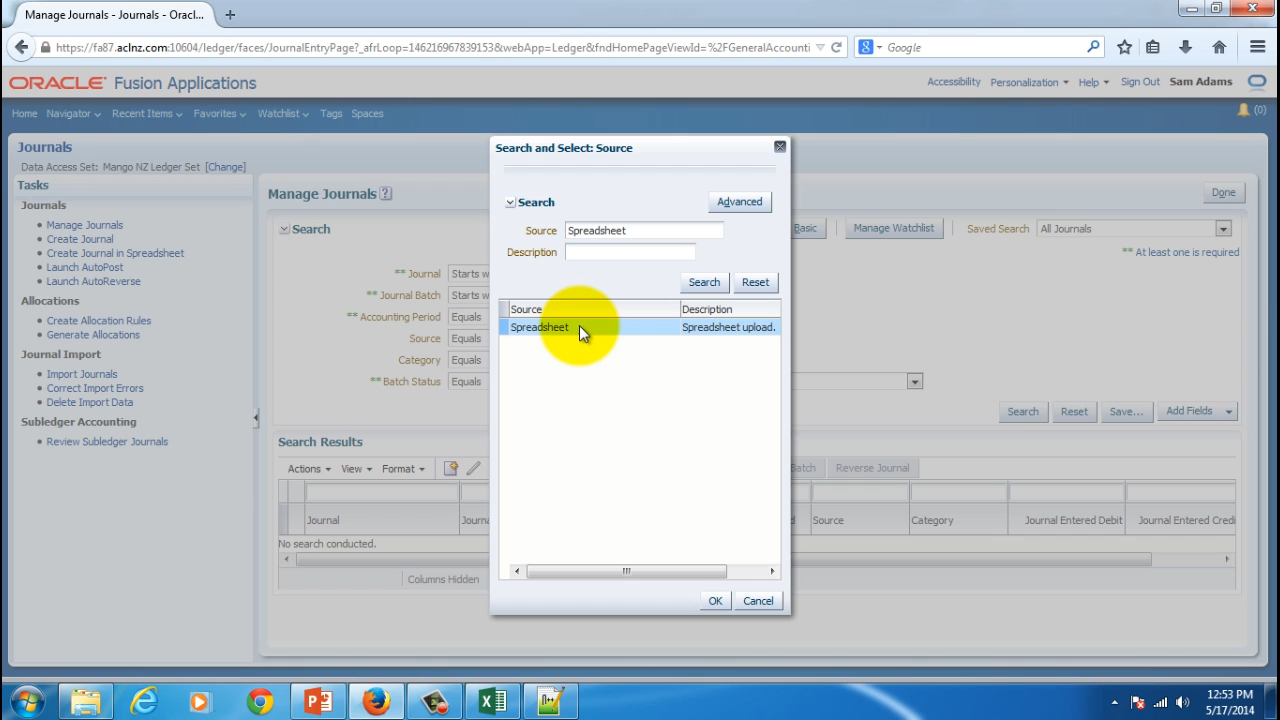 Manage Journals - Journals - Oracl...
https://fa87.aclnz.com:10604/ledger/faces/JournalEntryPage?_afrLoop=146216967839153&webApp=Ledger&fndHomePageViewId= %2FGeneralAccounti
Google
ORACLE Fusion Applications
Accessibility Personalization Help Sign Out Sam Adams
Home Navigator Recent Items Favorites Watchlist Tags Spaces
(0)
Journals
Data Access Set: Mango NZ Ledger Set [Change]
Tasks
Journals
Manage Journals
Create Journal
Create Journal in Spreadsheet
Launch AutoPost
Launch AutoReverse
Allocations
Create Allocation Rules
Generate Allocations
Journal Import
Import Journals
Correct Import Errors
Delete Import Data
Subledger Accounting
Review Subledger Journals
Manage Journals ?
Done
Search
Basic Manage Watchlist Saved Search All Journals
** At least one is required
** Journal Starts w
** Journal Batch Starts w
** Accounting Period Equals
Source Equals
Category Equals
** Batch Status Equals
Search Reset Save... Add Fields
Search Results
Actions View Format
Batch Reverse Journal
Journal Journa d Source Category Journal Entered Debit Journal Entered Credi
No search conducted.
Columns Hidden
Search and Select: Source
Search
Advanced
Source Spreadsheet
Description
Search Reset
Source Description
Spreadsheet Spreadsheet upload.
OK Cancel
12:53 PM
5/17/2014